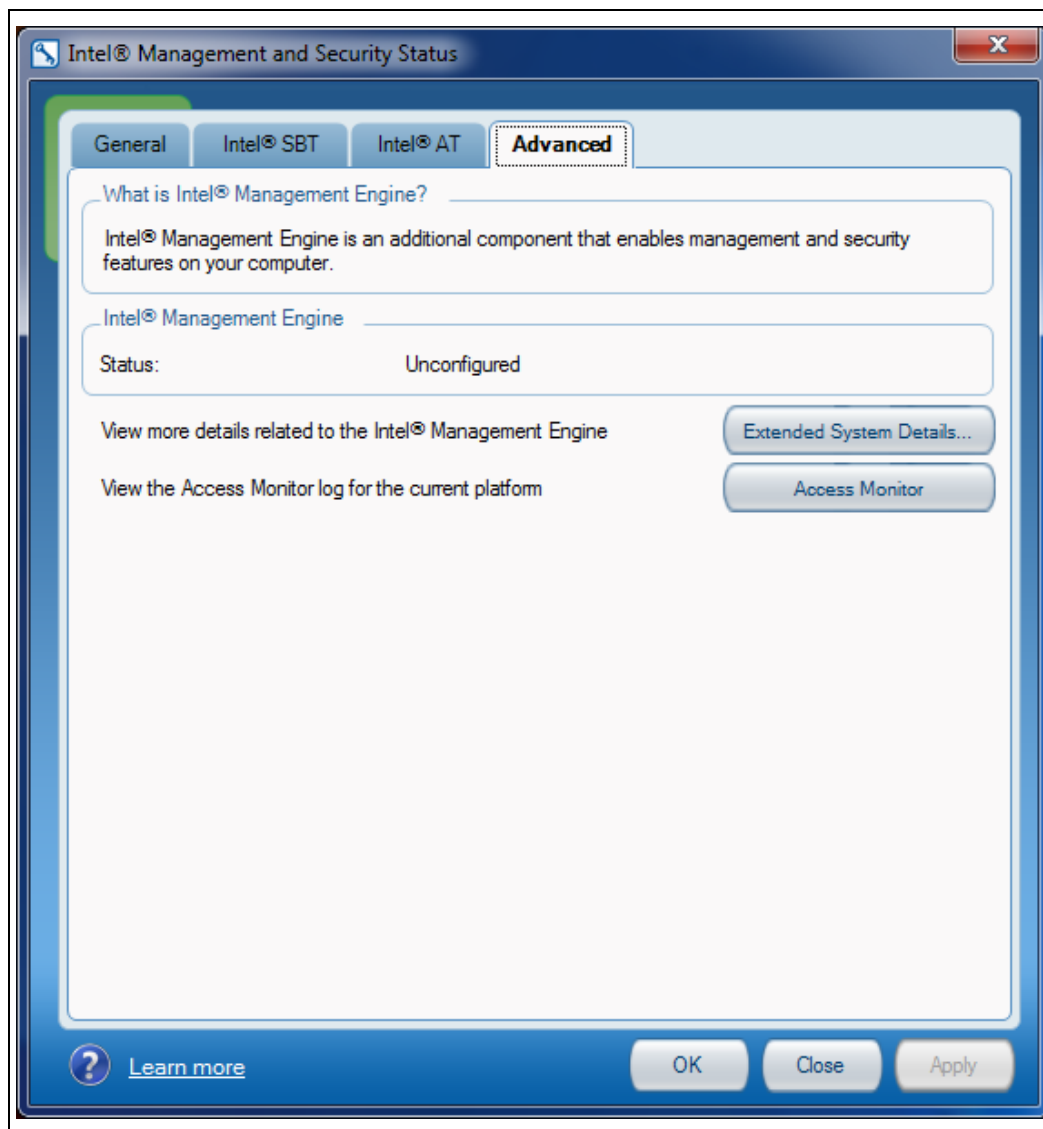 Intel® Management and Security Status
General
Intel® SBT
Intel® AT
Advanced
What is Intel® Management Engine?
Intel® Management Engine is an additional component that enables management and security
features on your computer.
Intel® Management Engine
Status: Unconfigured
View more details related to the Intel® Management Engine
Extended System Details...
View the Access Monitor log for the current platform
Access Monitor
Learn more
OK
Close
Apply